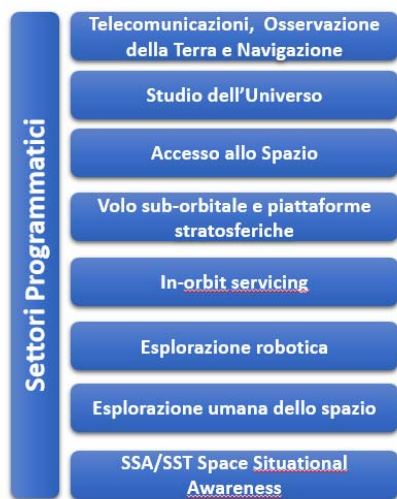 Settori Programmatici
Telecomunicazioni, Osservazione
della Terra e Navigazione
Studio dell'Universo
Accesso allo Spazio
Volo sub-orbitale e piattaforme
stratosferiche
In-orbit servicing
Esplorazione robotica
Esplorazione umana dello spazio
SSA/SST Space Situational
Awareness